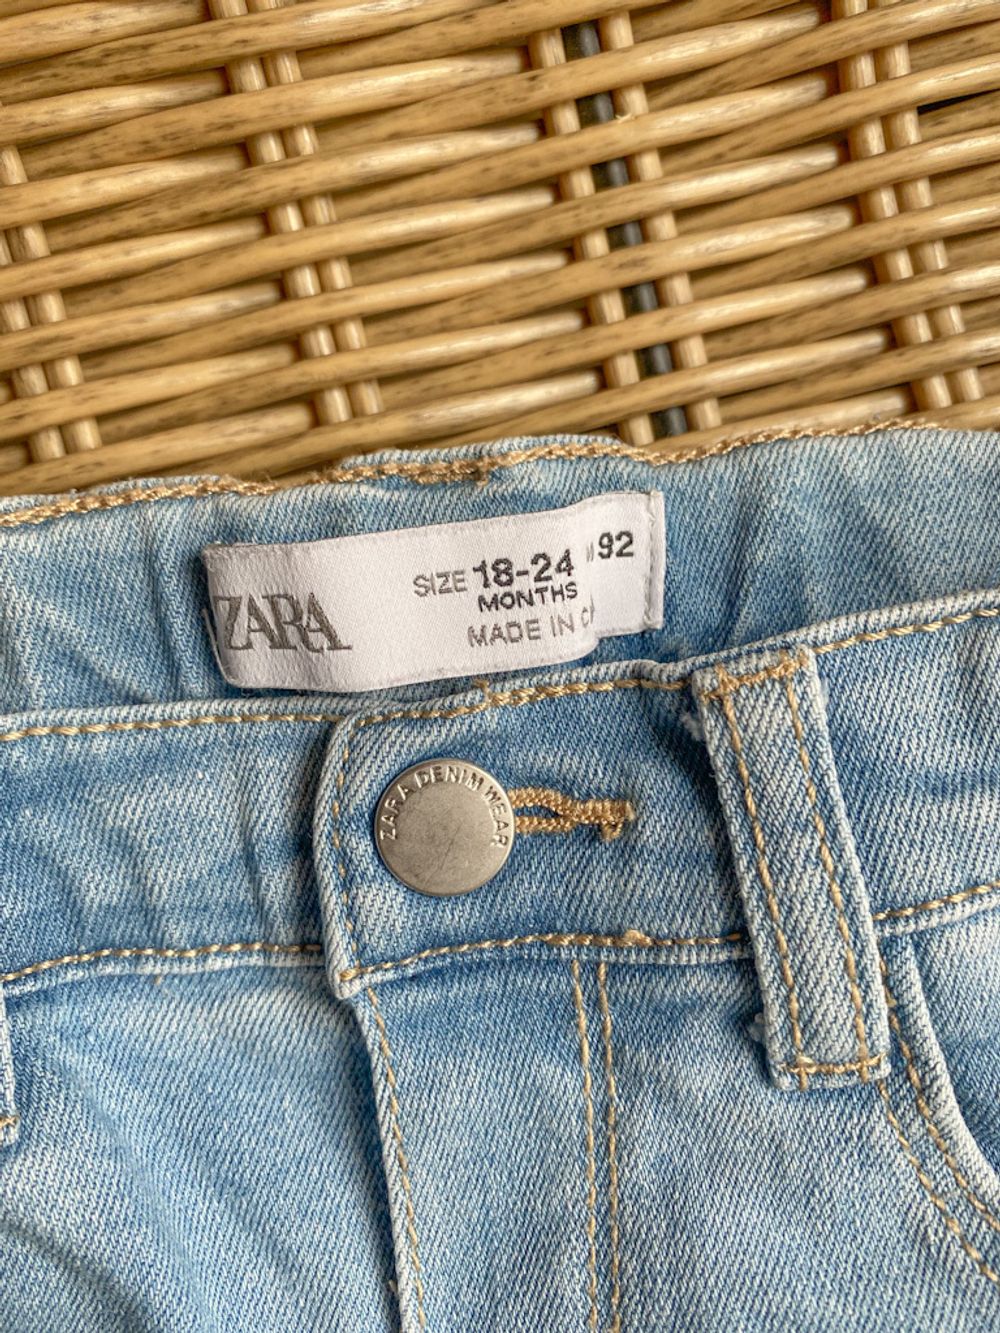 ZARA
SIZE 18-24 92
MONTHS
MADE IN
ZARA DENIM WEAR